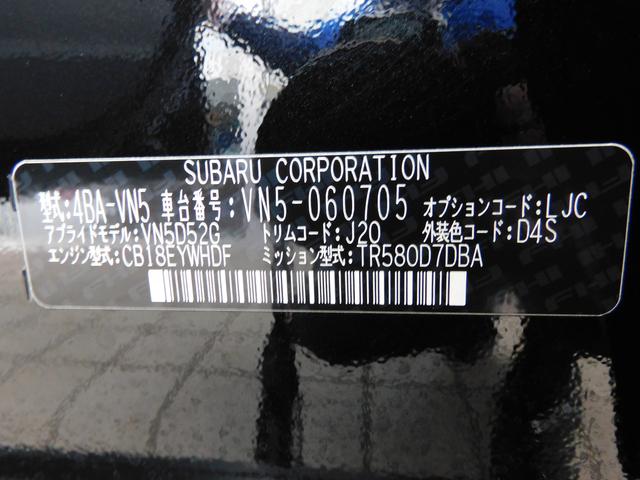 SUBARU CORPORATION
型式:4BA-VN5 車台番号:VN5-060705 オプションコード:LJC
アプライドモデル:VN5D52G トリムコード:J20 外装色コード:D4S
エンジン型式:CB18EYWHDF ミッション型式:TR580D7DBA